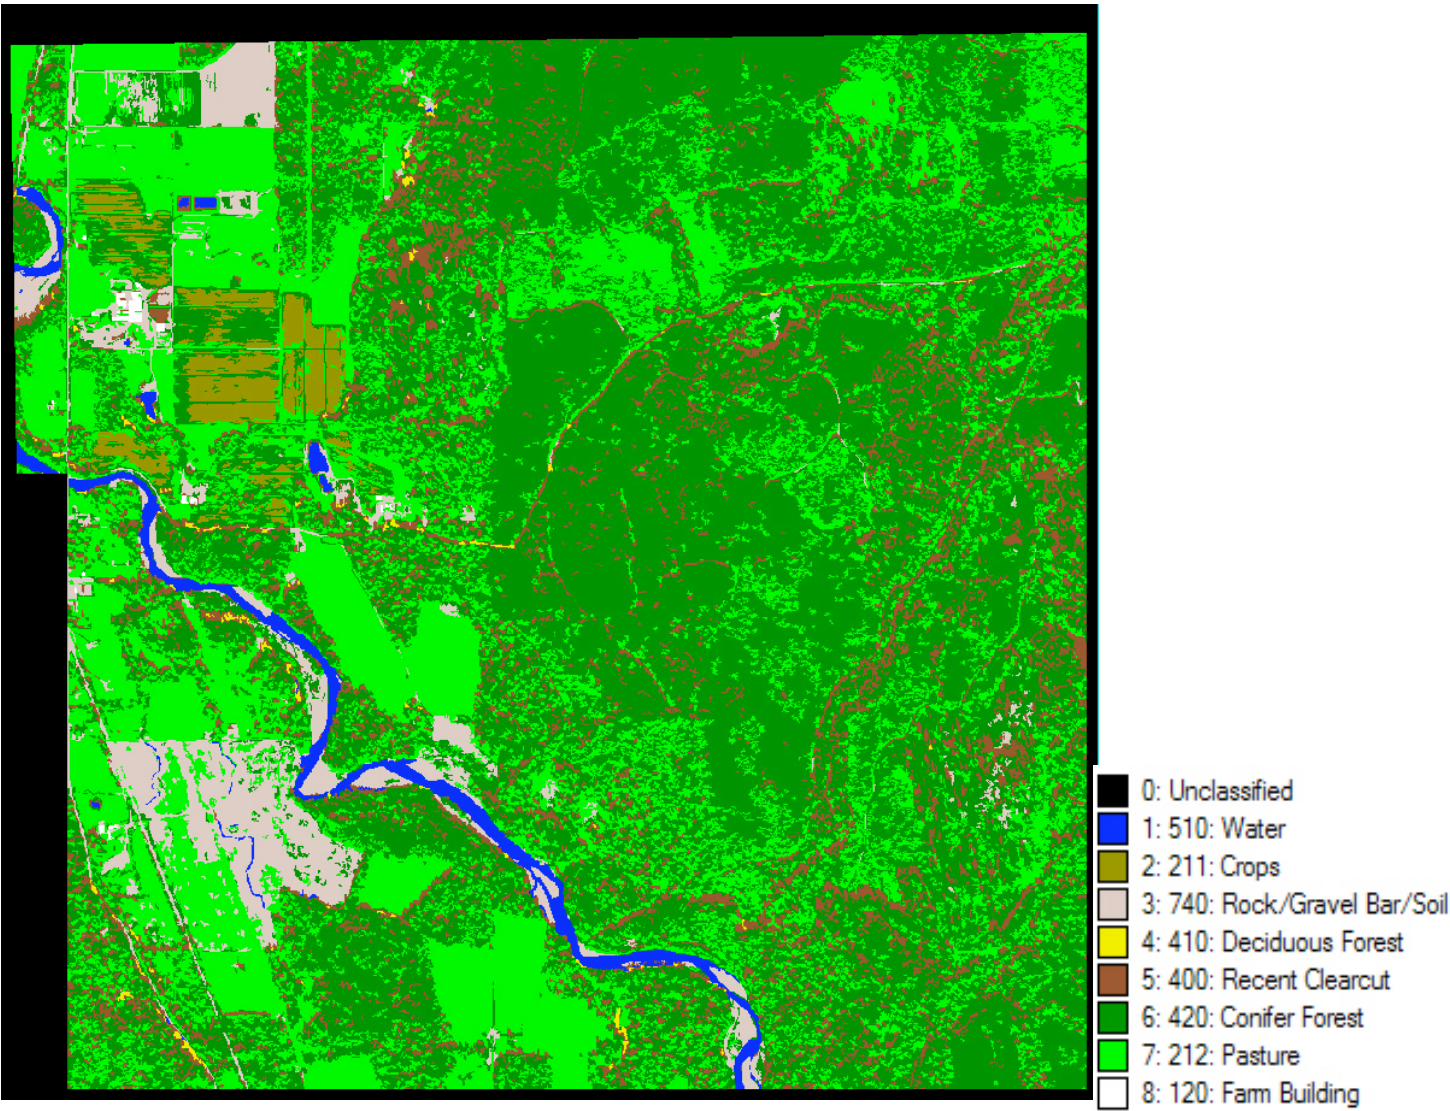 0: Unclassified
1: 510: Water
2: 211: Crops
3: 740: Rock/Gravel Bar/Soil
4: 410: Deciduous Forest
5: 400: Recent Clearcut
6: 420: Conifer Forest
7: 212: Pasture
8: 120: Farm Building